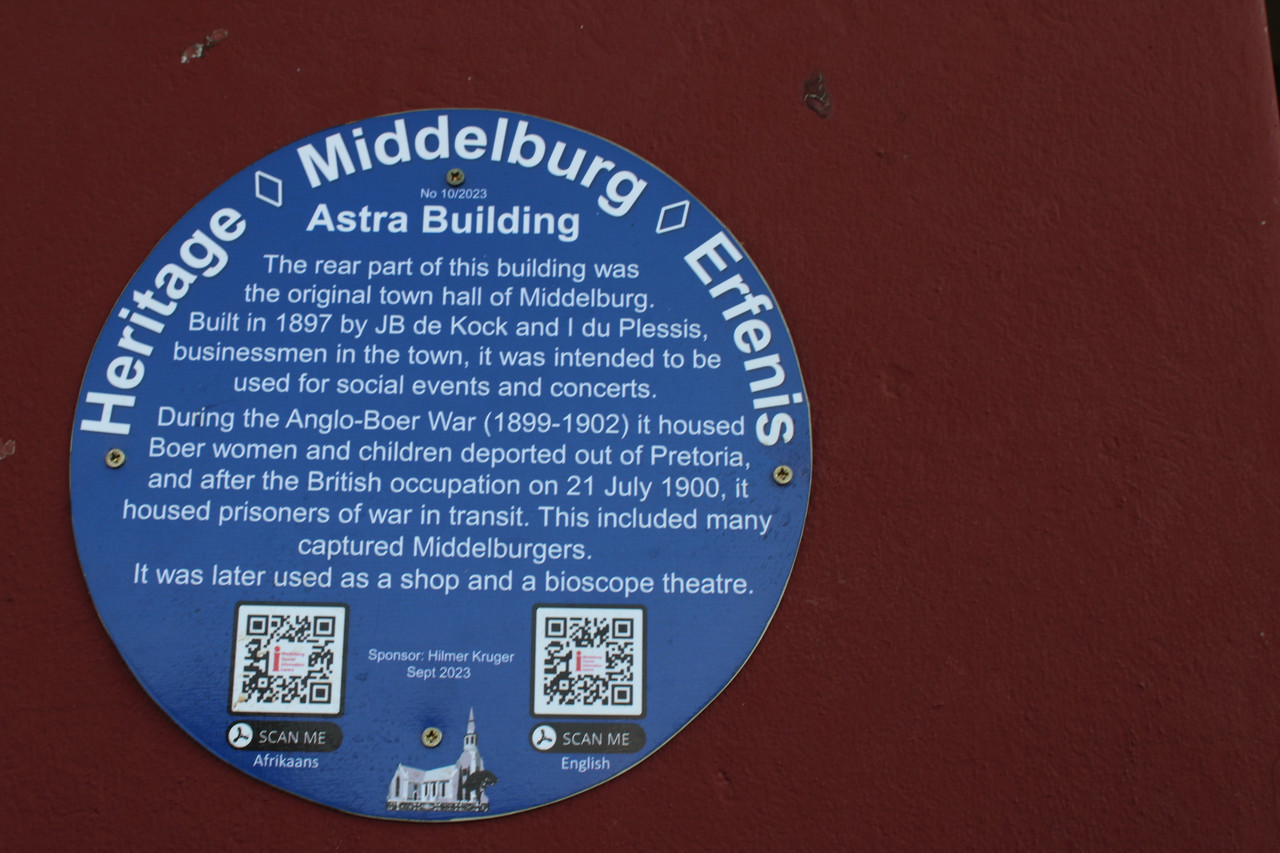 Heritage ◊ Middelburg ◊ Erfenis
No 10/2023
Astra Building
The rear part of this building was
the original town hall of Middelburg.
Built in 1897 by JB de Kock and I du Plessis,
businessmen in the town, it was intended to be
used for social events and concerts.
During the Anglo-Boer War (1899-1902) it housed
Boer women and children deported out of Pretoria,
and after the British occupation on 21 July 1900, it
housed prisoners of war in transit. This included many
captured Middelburgers.
It was later used as a shop and a bioscope theatre.
Sponsor: Hilmer Kruger
Sept 2023
SCAN ME
Afrikaans
SCAN ME
English